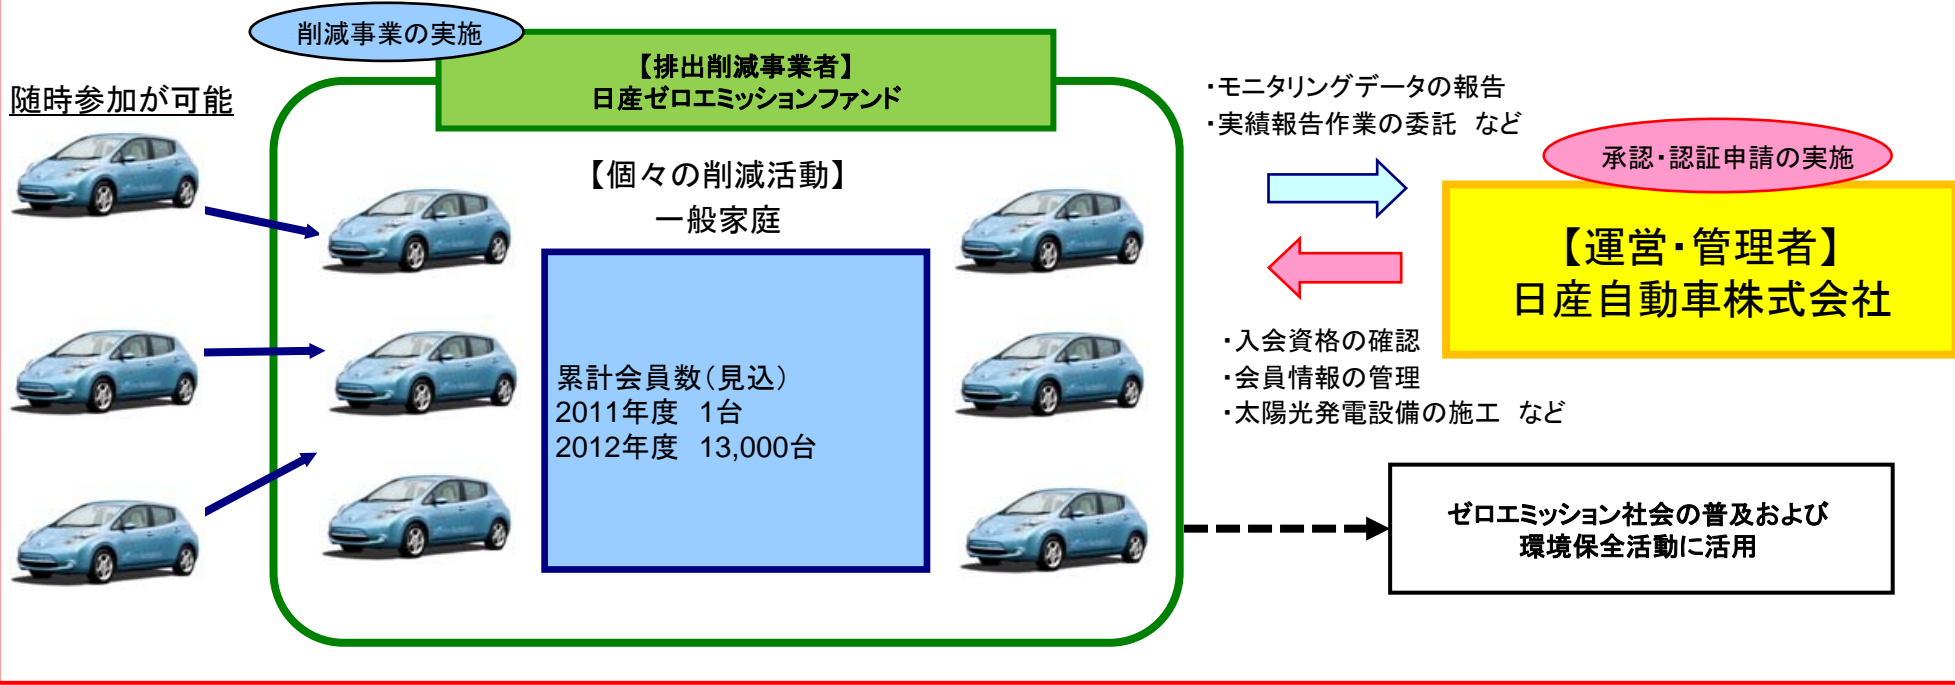 削減事業の実施
【排出削減事業者】
日産ゼロエミッションファンド
随時参加が可能
【個々の削減活動】
一般家庭
累計会員数(見込)
2011年度　1台
2012年度　13,000台
・モニタリングデータの報告
・実績報告作業の委託　など
承認・認証申請の実施
【運営・管理者】
日産自動車株式会社
・入会資格の確認
・会員情報の管理
・太陽光発電設備の施工　など
ゼロエミッション社会の普及および
環境保全活動に活用